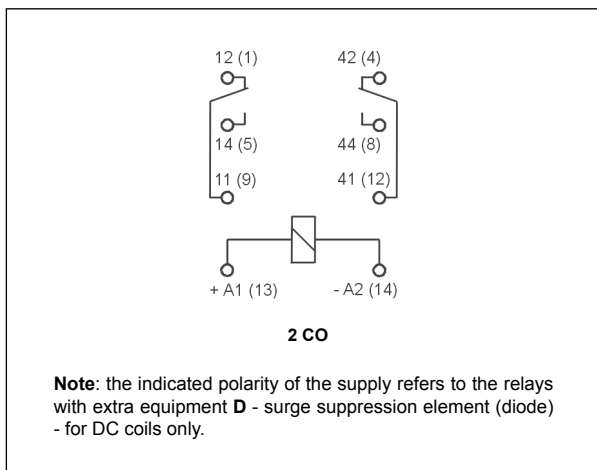 12 (1) 42 (4)
14 (5) 44 (8)
11 (9) 41 (12)
+ A1 (13) - A2 (14)
2 CO
Note: the indicated polarity of the supply refers to the relays
with extra equipment D - surge suppression element (diode)
- for DC coils only.